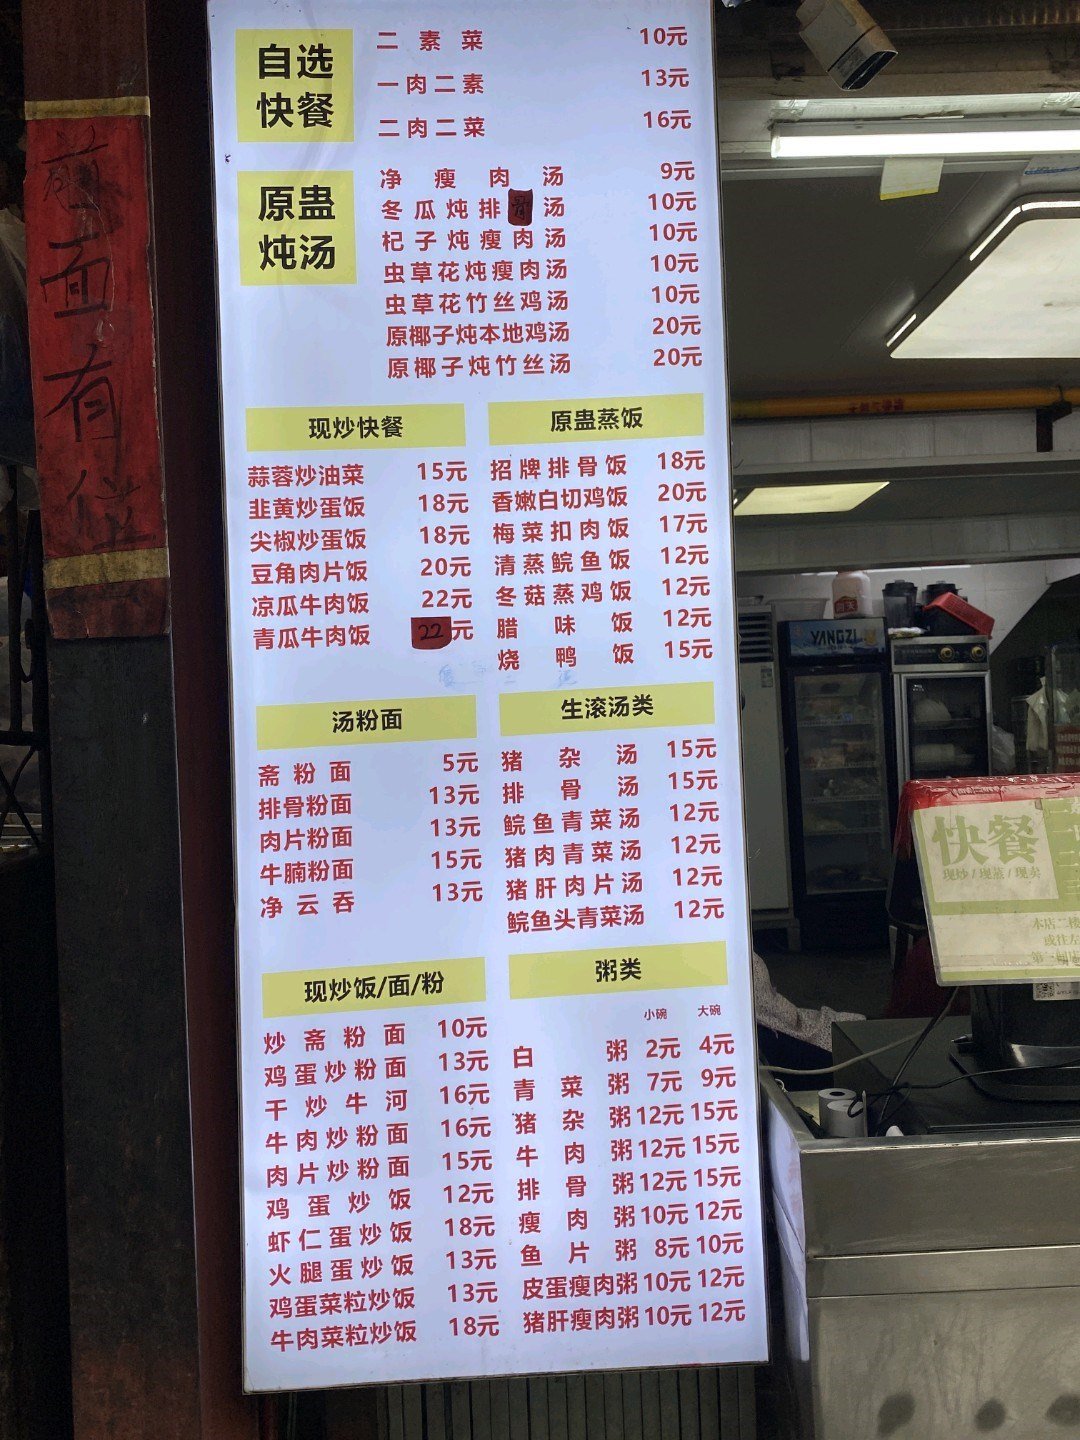 自选
快餐
二素菜 10元
一肉二素 13元
二肉二菜 16元
原蛊
炖汤
净瘦肉汤 9元
冬瓜炖排骨汤 10元
杞子炖瘦肉汤 10元
虫草花炖瘦肉汤 10元
虫草花竹丝鸡汤 10元
原椰子炖本地鸡汤 20元
原椰子炖竹丝汤 20元
现炒快餐
蒜蓉炒油菜 15元
韭黄炒蛋饭 18元
尖椒炒蛋饭 18元
豆角肉片饭 20元
凉瓜牛肉饭 22元
青瓜牛肉饭 22元
原蛊蒸饭
招牌排骨饭 18元
香嫩白切鸡饭 20元
梅菜扣肉饭 17元
清蒸鲩鱼饭 12元
冬菇蒸鸡饭 12元
腊味饭 12元
烧鸭饭 15元
汤粉面
斋粉面 5元
排骨粉面 13元
肉片粉面 13元
牛腩粉面 15元
净云吞 13元
生滚汤类
猪杂汤 15元
排骨汤 15元
鲩鱼青菜汤 12元
猪肉青菜汤 12元
猪肝肉片汤 12元
鲩鱼头青菜汤 12元
现炒饭/面/粉
炒斋粉面 10元
鸡蛋炒粉面 13元
干炒牛河 16元
牛肉炒粉面 16元
肉片炒粉面 15元
鸡蛋炒饭 12元
虾仁蛋炒饭 18元
火腿蛋炒饭 13元
鸡蛋菜粒炒饭 13元
牛肉菜粒炒饭 18元
粥类
小碗 大碗
白粥 2元 4元
青菜粥 7元 9元
猪杂粥 12元 15元
牛肉粥 12元 15元
排骨粥 12元 15元
瘦肉粥 10元 12元
鱼片粥 8元 10元
皮蛋瘦肉粥 10元 12元
猪肝瘦肉粥 10元 12元
面有
YANGZI
快餐
现炒/现蒸/现卖
本店二楼
或往左